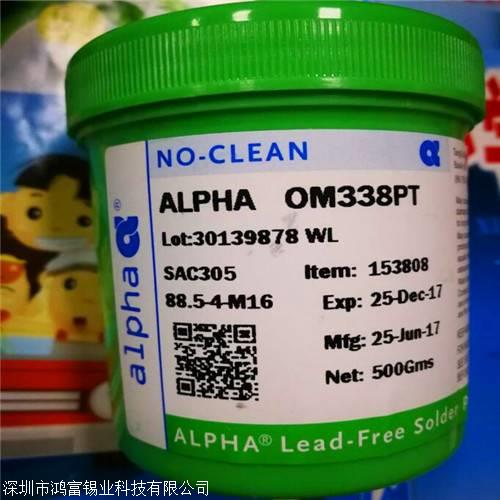 alpha
NO-CLEAN
ALPHA OM338PT
Lot:30139878 WL
SAC305 Item: 153808
88.5-4-M16 Exp: 25-Dec-17
Mfg: 25-Jun-17
Net: 500Gms
ALPHA® Lead-Free Solder P
深圳市鸿富锡业科技有限公司